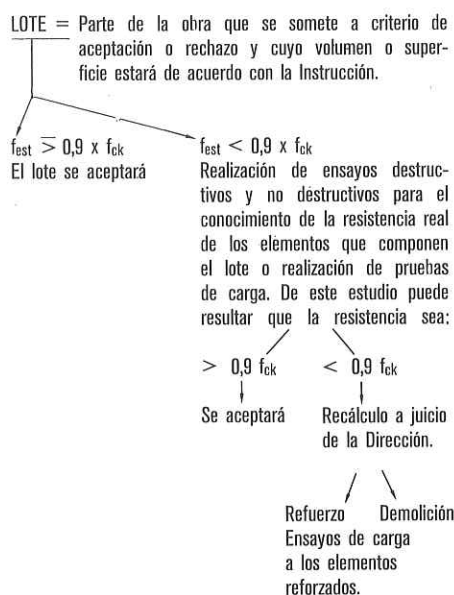 LOTE = Parte de la obra que se somete a criterio de
aceptación o rechazo y cuyo volumen o super-
ficie estará de acuerdo con la Instrucción.
fest ⩾ 0,9 x fck
El lote se aceptará
fest < 0,9 x fck
Realización de ensayos destruc-
tivos y no déstructivos para el
conocimiento de la resistencia real
de los elementos que componen
el lote o realización de pruebas
de carga. De este estudio puede
resultar que la resistencia sea:
> 0,9 fck
Se aceptará
< 0,9 fck
Recálculo a juicio
de la Dirección.
Refuerzo
Ensayos de carga
a los elementos
reforzados.
Demolición